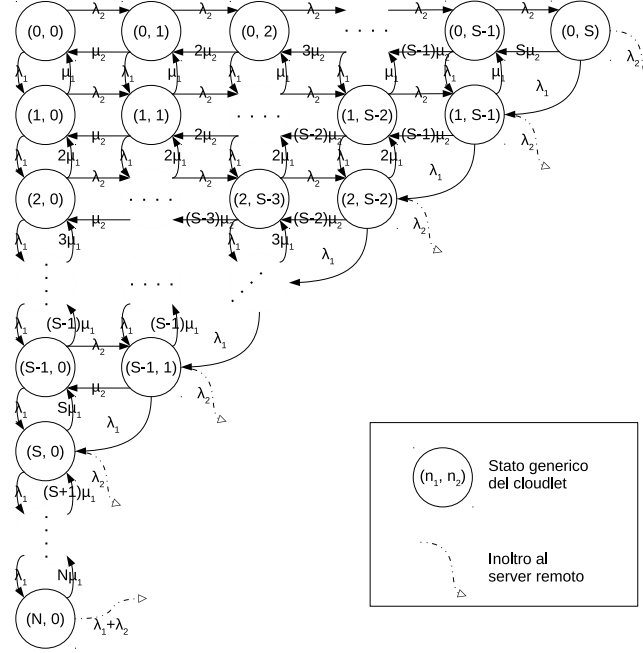 λ₂ λ₂ λ₂ λ₂
(0, 0) (0, 1) (0, 2) . . . . (0, S-1) (0, S)
μ₂ 2μ₂ 3μ₂ (S-1)μ₂ Sμ₂ λ₂
λ₁ μ₁ λ₁ μ₁ λ₁ μ₁ λ₁ μ₁ λ₁ μ₁ λ₁
λ₂ λ₂ λ₂ λ₂
(1, 0) (1, 1) . . . . (1, S-2) (1, S-1)
μ₂ 2μ₂ (S-2)μ₂ (S-1)μ₂ λ₂
λ₁ 2μ₁ λ₁ 2μ₁ λ₁ 2μ₁ λ₁ 2μ₁ λ₁
λ₂ λ₂ λ₂
(2, 0) . . . . (2, S-3) (2, S-2)
μ₂ (S-3)μ₂ (S-2)μ₂ λ₂
λ₁ 3μ₁ λ₁ 3μ₁ λ₁
λ₁ (S-1)μ₁ λ₁ (S-1)μ₁ λ₁
λ₂
(S-1, 0) (S-1, 1)
μ₂ λ₂
λ₁ Sμ₁ λ₁
(S, 0)
λ₂
λ₁ (S+1)μ₁
λ₁ Nμ₁
(N, 0)
λ₁+λ₂
(n₁, n₂)
Stato generico
del cloudlet
Inoltro al
server remoto